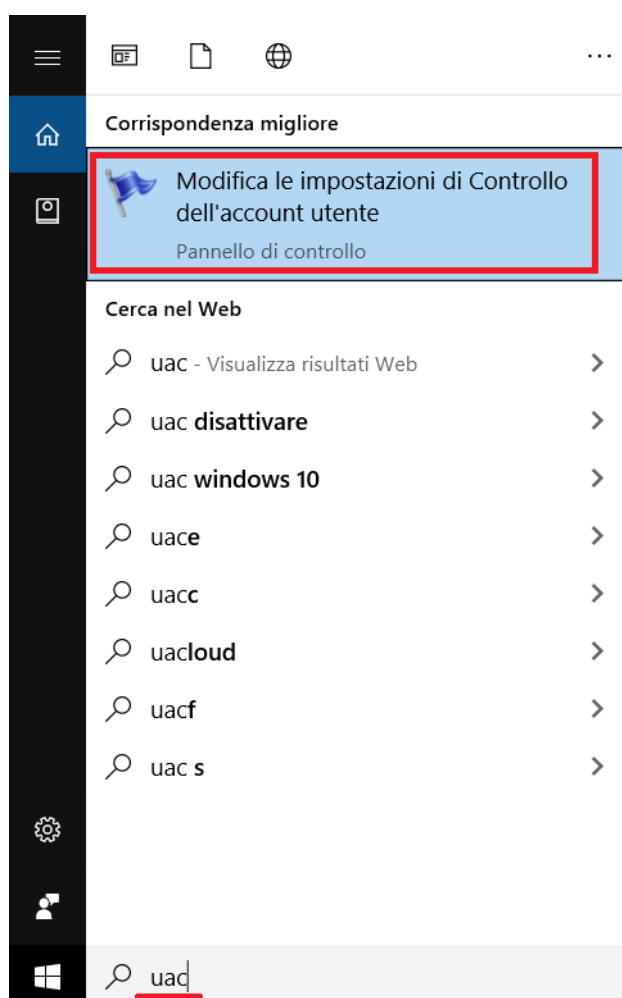 Corrispondenza migliore
Modifica le impostazioni di Controllo
dell'account utente
Pannello di controllo
Cerca nel Web
uac - Visualizza risultati Web
uac disattivare
uac windows 10
uace
uacc
uacloud
uacf
uac s
uac